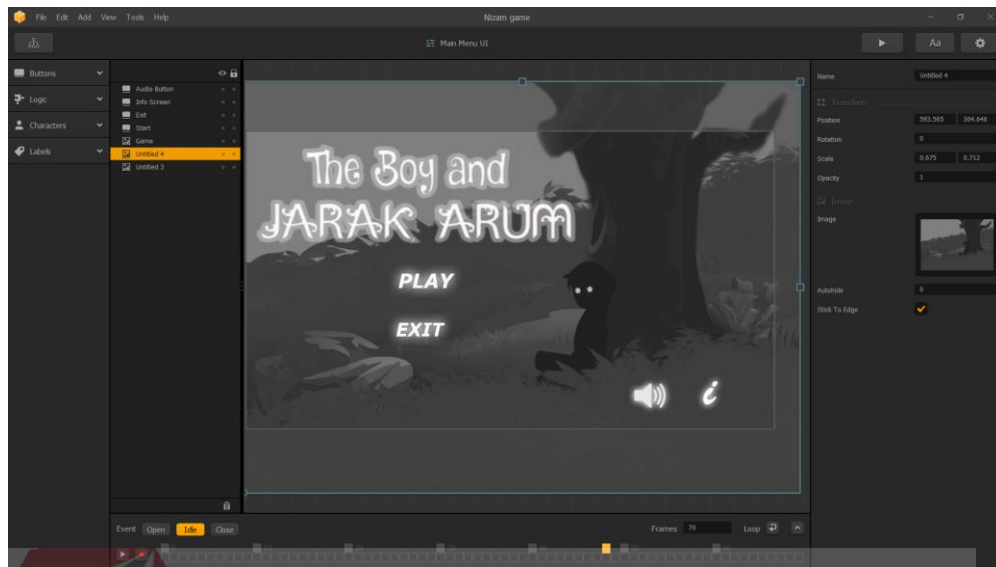 File Edit Add View Tools Help
Nizam game
Main Menu UI
Aa
Buttons
Logic
Characters
Labels
Audio Button
Info Screen
Exit
Start
Game
Untitled 4
Untitled 3
The Boy and
JARAK ARUM
PLAY
EXIT
i
Name Untitled 4
Transform
Position 593.565 304.646
Rotation 0
Scale 0.675 0.712
Opacity 1
Image
Image
Autohide 0
Stick To Edge
Event Open Idle Close
Frames 70 Loop